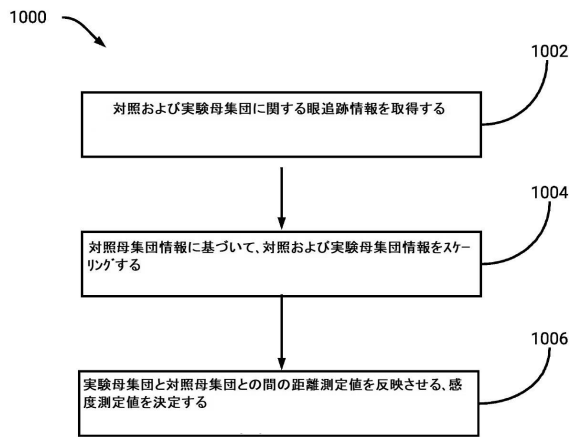 1000
1002
対照および実験母集団に関する眼追跡情報を取得する
1004
対照母集団情報に基づいて、対照および実験母集団情報をｽｹｰ
ﾘﾝｸﾞする
1006
実験母集団と対照母集団との間の距離測定値を反映させる、感
度測定値を決定する